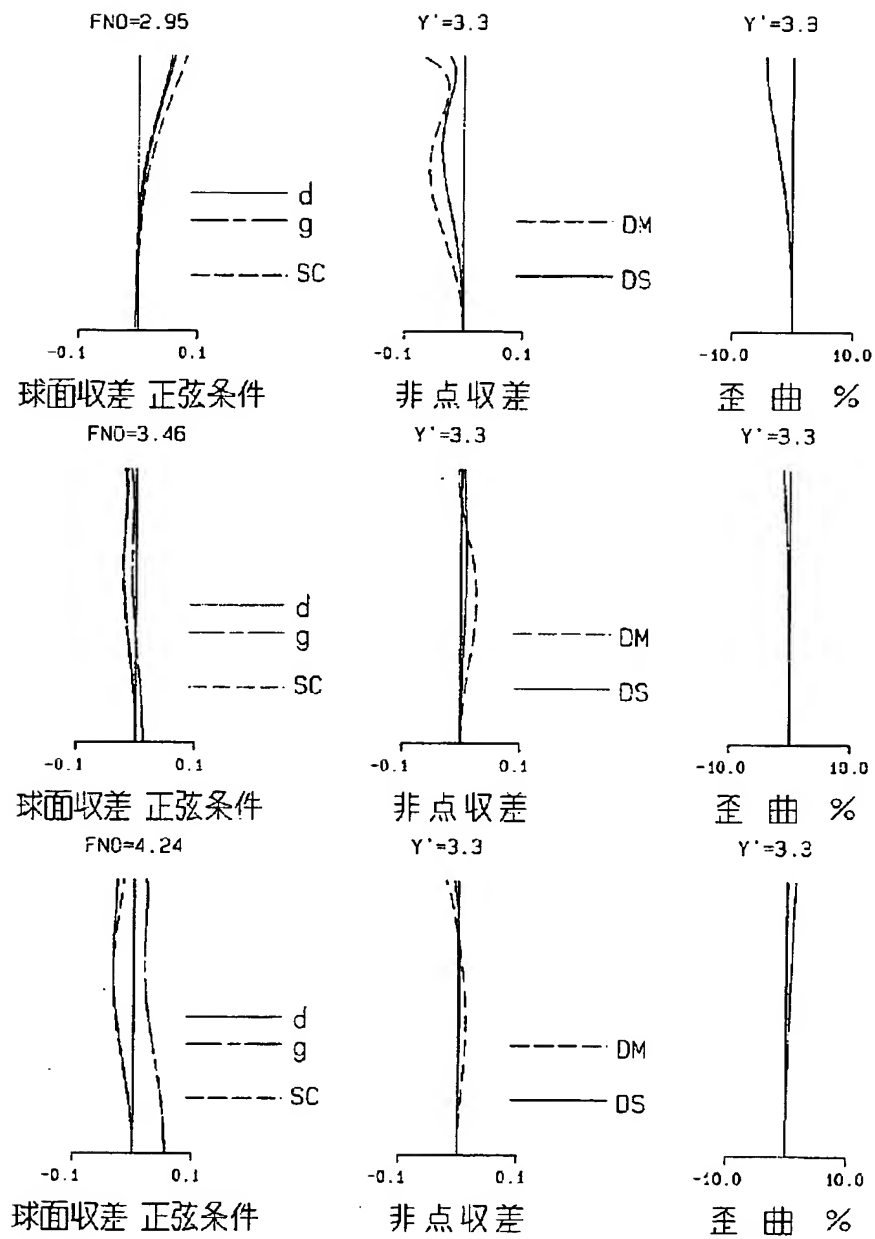 FNO=2.95 Y'=3.3 Y'=3.3
d
g
SC
DM
DS
-0.1 0.1 -0.1 0.1 -10.0 10.0
球面収差 正弦条件 非点収差 歪曲 %
FNO=3.46 Y'=3.3 Y'=3.3
d
g
SC
DM
DS
-0.1 0.1 -0.1 0.1 -10.0 10.0
球面収差 正弦条件 非点収差 歪曲 %
FNO=4.24 Y'=3.3 Y'=3.3
d
g
SC
DM
DS
-0.1 0.1 -0.1 0.1 -10.0 10.0
球面収差 正弦条件 非点収差 歪曲 %